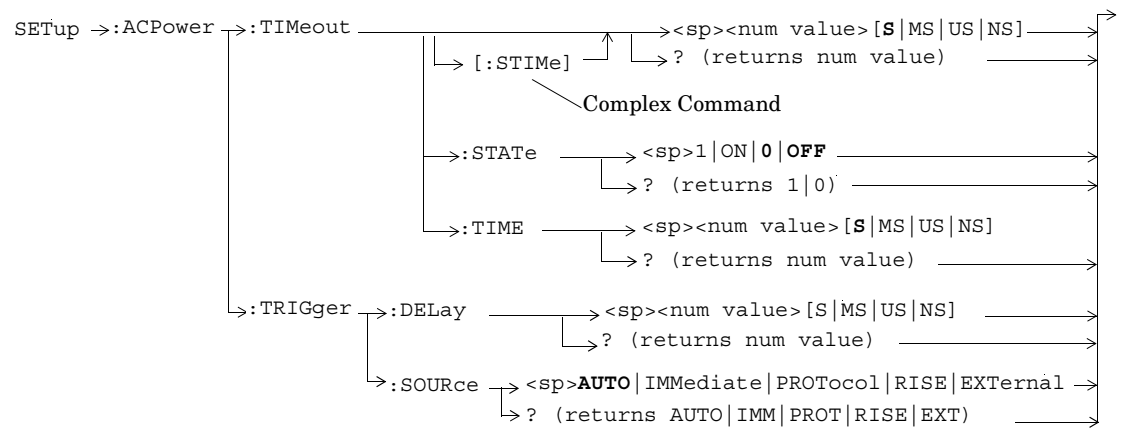 SETup :ACPower :TIMeout <sp><num value>[S|MS|US|NS]
[:STIMe] ? (returns num value)
Complex Command
:STATe <sp>1|ON|0|OFF
? (returns 1|0)
:TIME <sp><num value>[S|MS|US|NS]
? (returns num value)
:TRIGger :DELay <sp><num value>[S|MS|US|NS]
? (returns num value)
:SOURce <sp>AUTO|IMMediate|PROTocol|RISE|EXTernal
? (returns AUTO|IMM|PROT|RISE|EXT)